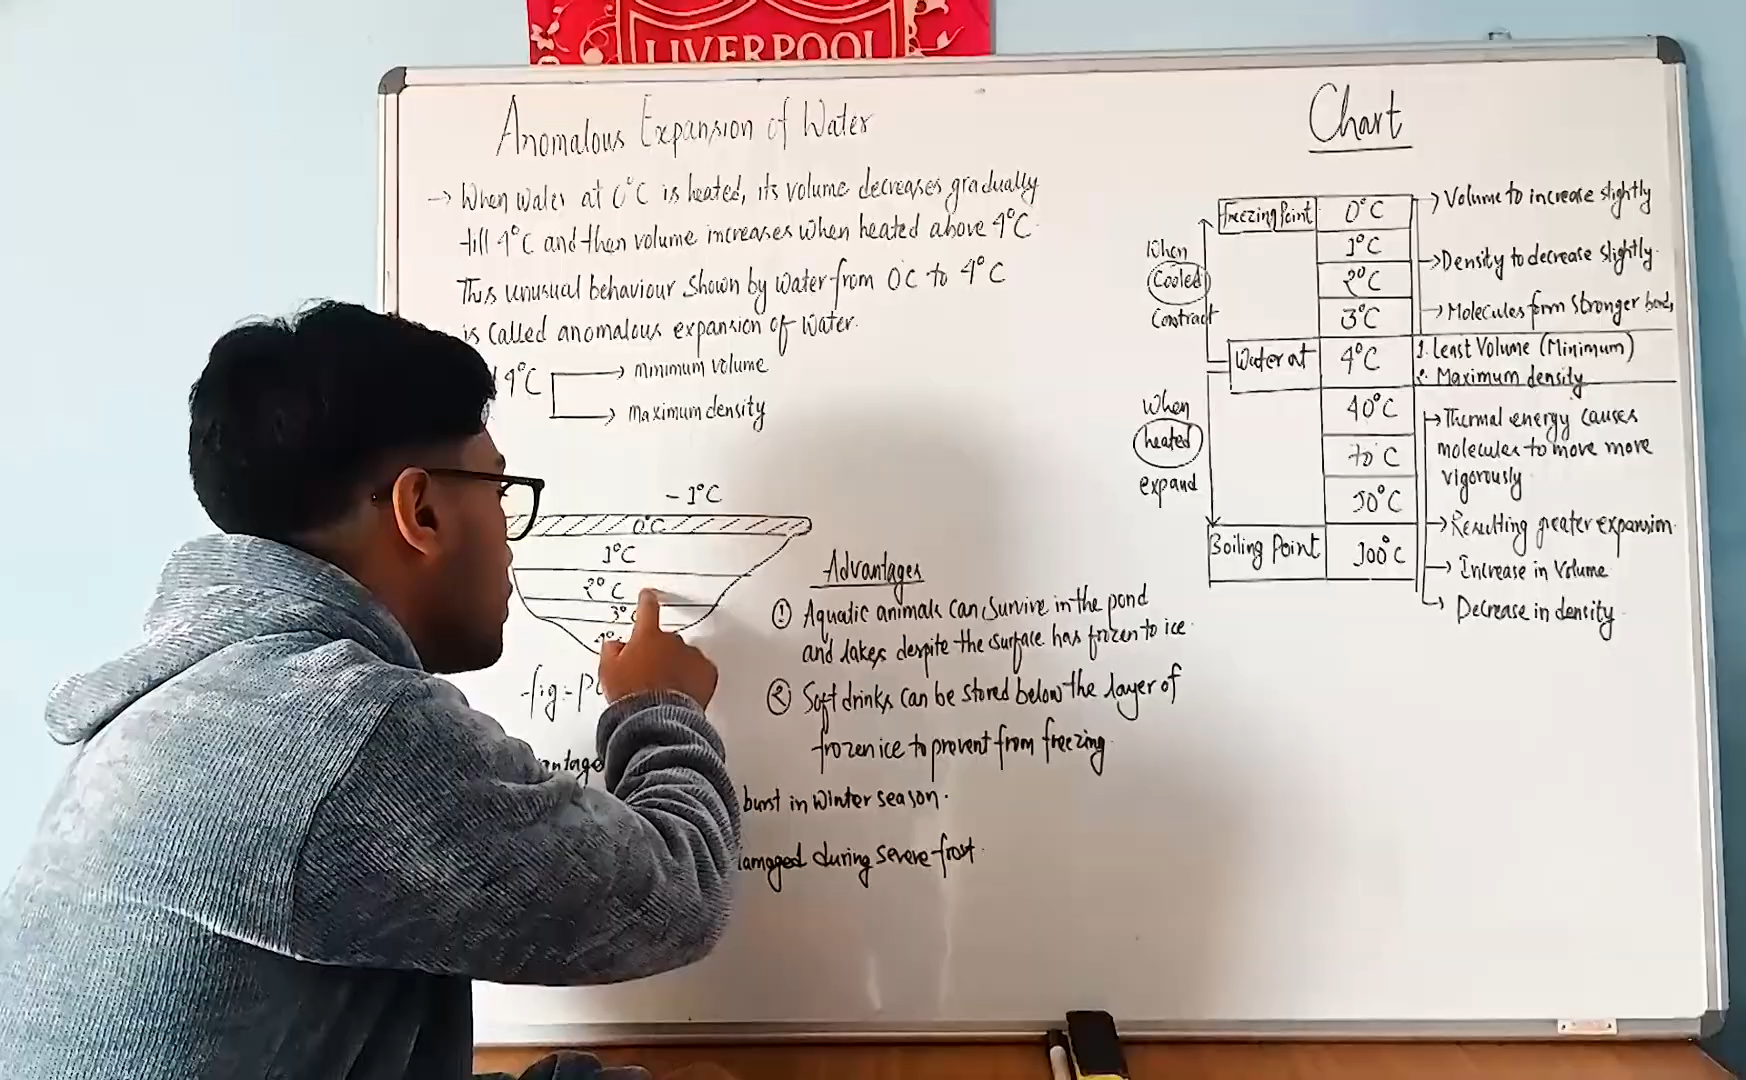 LIVERPOOL
Anomalous Expansion of Water
→ When Water at 0°C is heated, its volume decreases gradually
till 4°C and then volume increases when heated above 4°C.
This unusual behaviour shown by water from 0°C to 4°C
is called anomalous expansion of water.
4°C
→ minimum volume
→ maximum density
-1°C
0°C
1°C
2°C
3°
4°
fig:-
Advantages
① Aquatic animals can survive in the pond
and lakes despite the surface has frozen to ice
② Soft drinks can be stored below the layer of
frozen ice to prevent from freezing
burst in winter season.
during severe frost.
Chart
Freezing Point 0°C
1°C
2°C
3°C
Water at 4°C
40°C
70°C
90°C
Boiling Point 100°C
When
Cooled
Contract
When
heated
expand
→ Volume to increase slightly
→ Density to decrease slightly.
→ Molecules form stronger
1. Least Volume (Minimum)
2. Maximum density
→ Thermal energy causes
molecules to move more
vigorously
→ Resulting greater expansion
→ Increase in Volume
→ Decrease in density